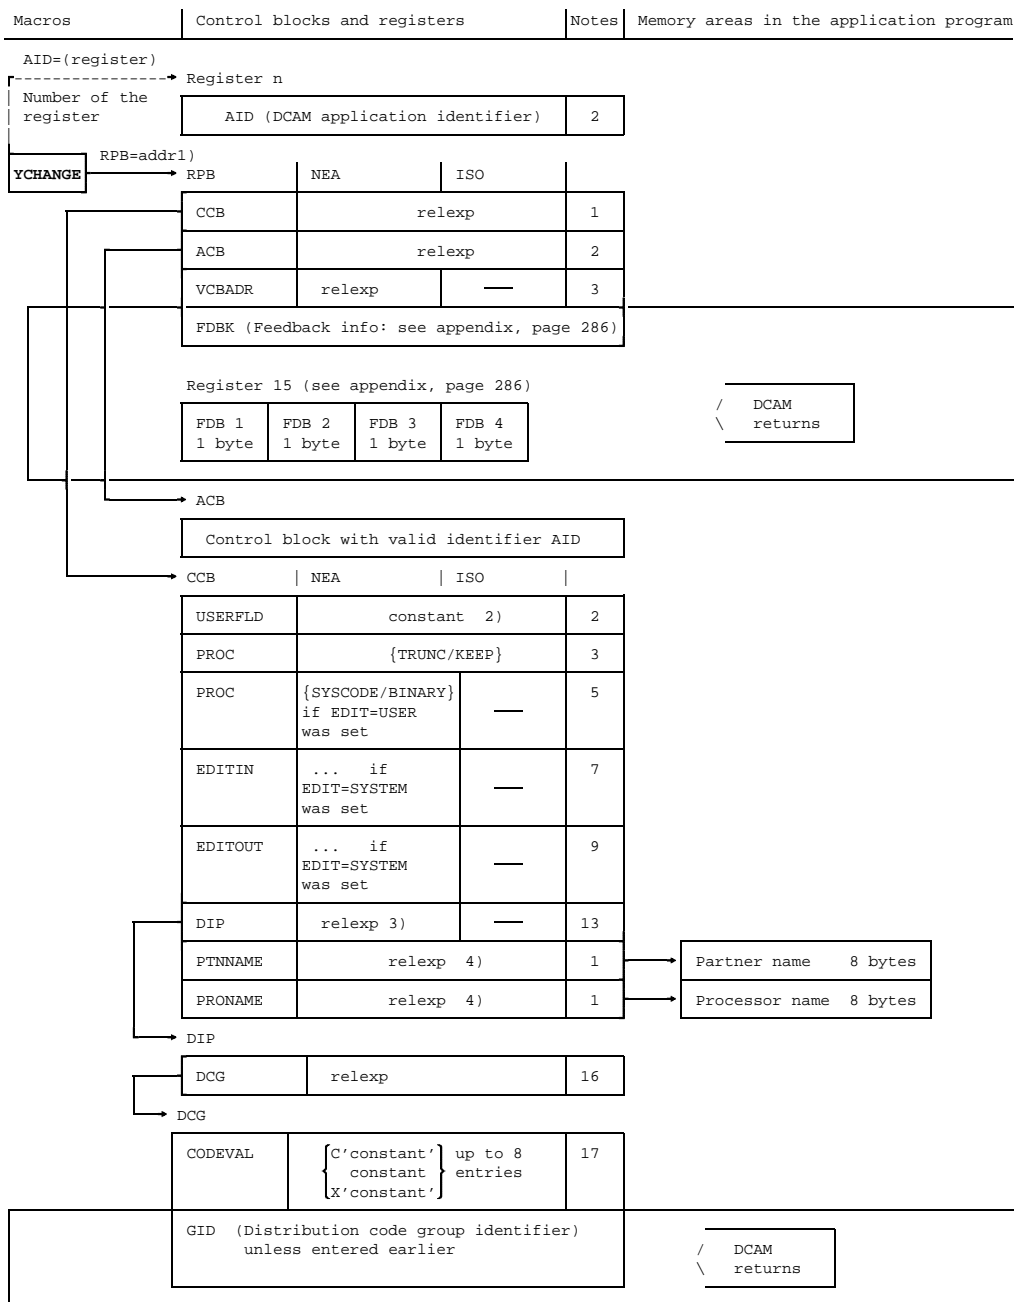 Macros Control blocks and registers Notes Memory areas in the application program
AID=(register)
Register n
Number of the
register
AID (DCAM application identifier) 2
RPB=addr1)
YCHANGE RPB NEA ISO
CCB relexp 1
ACB relexp 2
VCBADR relexp — 3
FDBK (Feedback info: see appendix, page 286)
Register 15 (see appendix, page 286)
FDB 1 FDB 2 FDB 3 FDB 4
1 byte 1 byte 1 byte 1 byte
/ DCAM
\ returns
ACB
Control block with valid identifier AID
CCB | NEA | ISO |
USERFLD constant 2) 2
PROC {TRUNC/KEEP} 3
PROC {SYSCODE/BINARY} — 5
if EDIT=USER
was set
EDITIN ... if — 7
EDIT=SYSTEM
was set
EDITOUT ... if — 9
EDIT=SYSTEM
was set
DIP relexp 3) — 13
PTNNAME relexp 4) 1 Partner name 8 bytes
PRONAME relexp 4) 1 Processor name 8 bytes
DIP
DCG relexp 16
DCG
CODEVAL {C'constant'} up to 8 17
constant entries
X'constant'
GID (Distribution code group identifier)
unless entered earlier
/ DCAM
\ returns